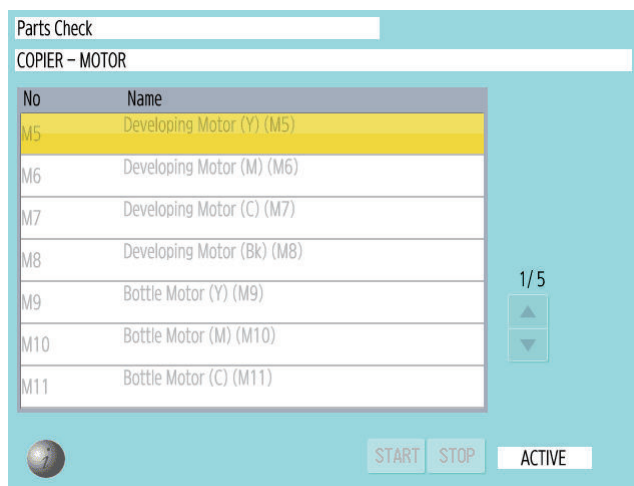 Parts Check
COPIER – MOTOR
No Name
M5 Developing Motor (Y) (M5)
M6 Developing Motor (M) (M6)
M7 Developing Motor (C) (M7)
M8 Developing Motor (Bk) (M8)
M9 Bottle Motor (Y) (M9)
M10 Bottle Motor (M) (M10)
M11 Bottle Motor (C) (M11)
1/ 5
i
START STOP ACTIVE